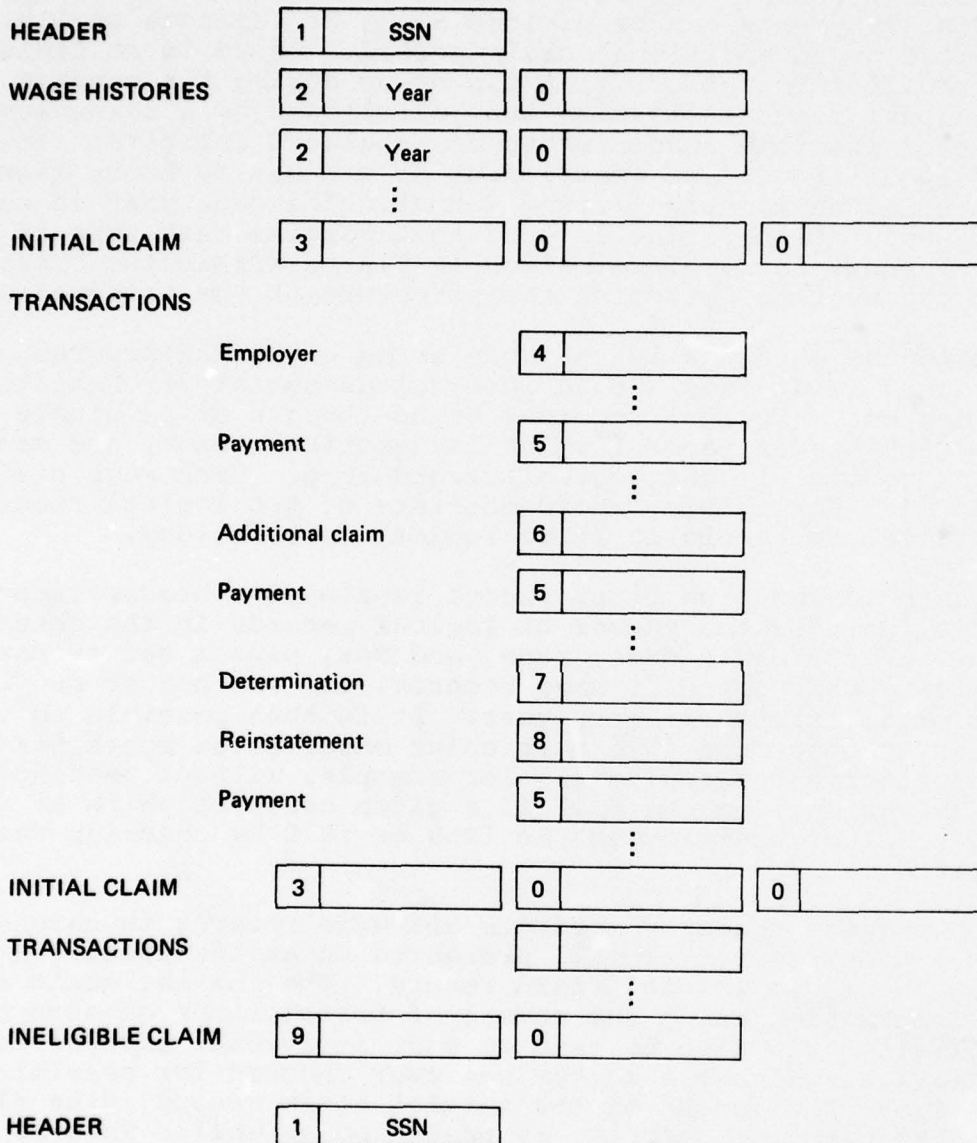 HEADER 1 SSN
WAGE HISTORIES 2 Year 0
2 Year 0
INITIAL CLAIM 3 0 0
TRANSACTIONS
Employer 4
Payment 5
Additional claim 6
Payment 5
Determination 7
Reinstatement 8
Payment 5
INITIAL CLAIM 3 0 0
TRANSACTIONS
INELIGIBLE CLAIM 9 0
HEADER 1 SSN